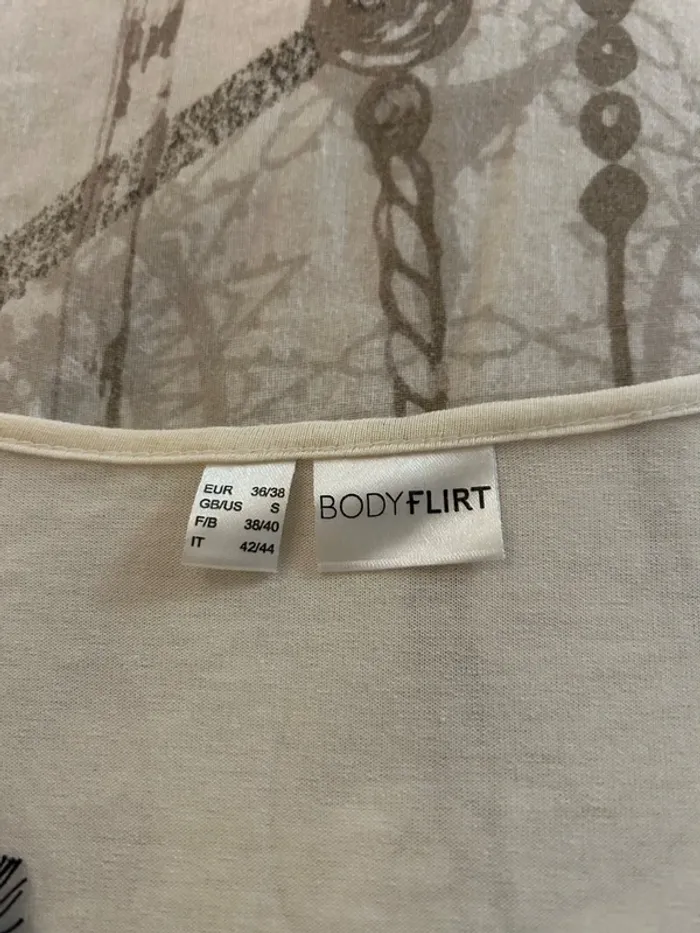 EUR 36/38
GB/US S
F/B 38/40
IT 42/44
BODYFLIRT